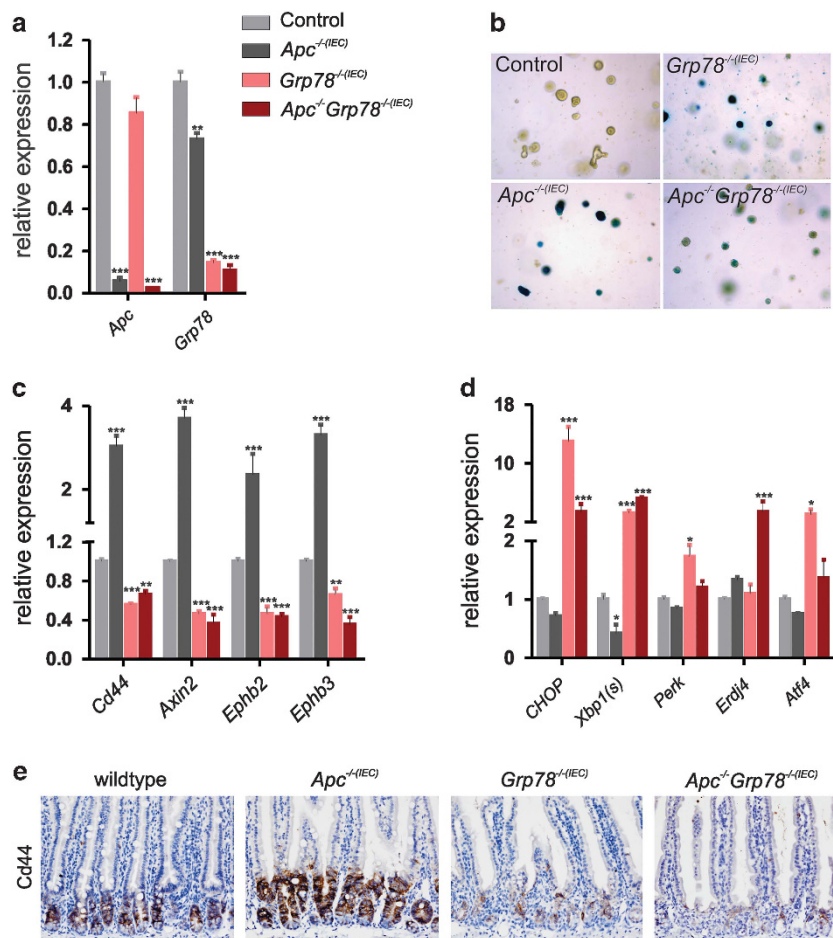 a
Control
Apc-/-(IEC)
Grp78-/-(IEC)
Apc-/-Grp78-/-(IEC)
relative expression
1.2
1.0
0.8
0.6
0.4
0.2
0.0
***
***
**
***
***
Apc
Grp78
b
Control
Grp78-/-(IEC)
Apc-/-(IEC)
Apc-/-Grp78-/-(IEC)
c
relative expression
4
2
1.2
0.8
0.4
0.0
***
***
**
***
***
***
***
***
***
***
**
***
Cd44
Axin2
Ephb2
Ephb3
d
relative expression
18
13
7
2
2
1
0
***
***
*
***
***
*
***
*
CHOP
Xbp1(s)
Perk
Erdj4
Atf4
e
wildtype
Apc-/-(IEC)
Grp78-/-(IEC)
Apc-/-Grp78-/-(IEC)
Cd44